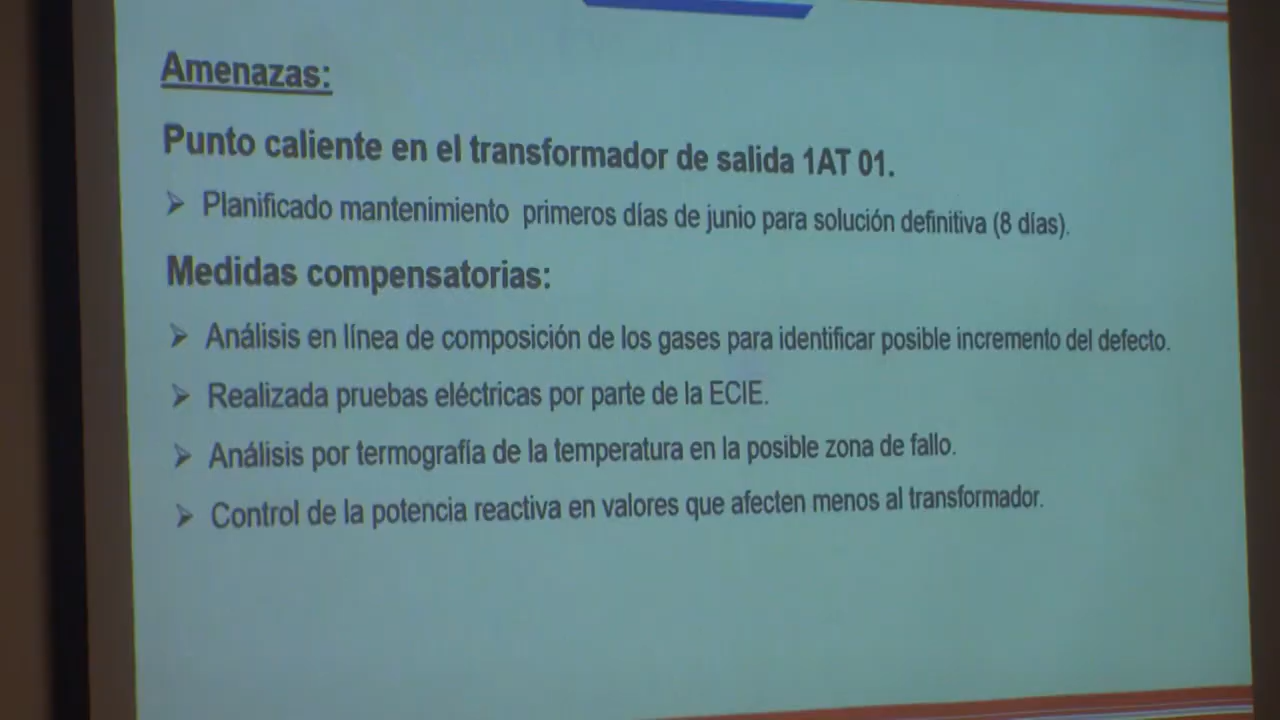 Amenazas:
Punto caliente en el transformador de salida 1AT 01.
➢ Planificado mantenimiento primeros días de junio para solución definitiva (8 días).
Medidas compensatorias:
➢ Análisis en línea de composición de los gases para identificar posible incremento del defecto.
➢ Realizada pruebas eléctricas por parte de la ECIE.
➢ Análisis por termografía de la temperatura en la posible zona de fallo.
➢ Control de la potencia reactiva en valores que afecten menos al transformador.